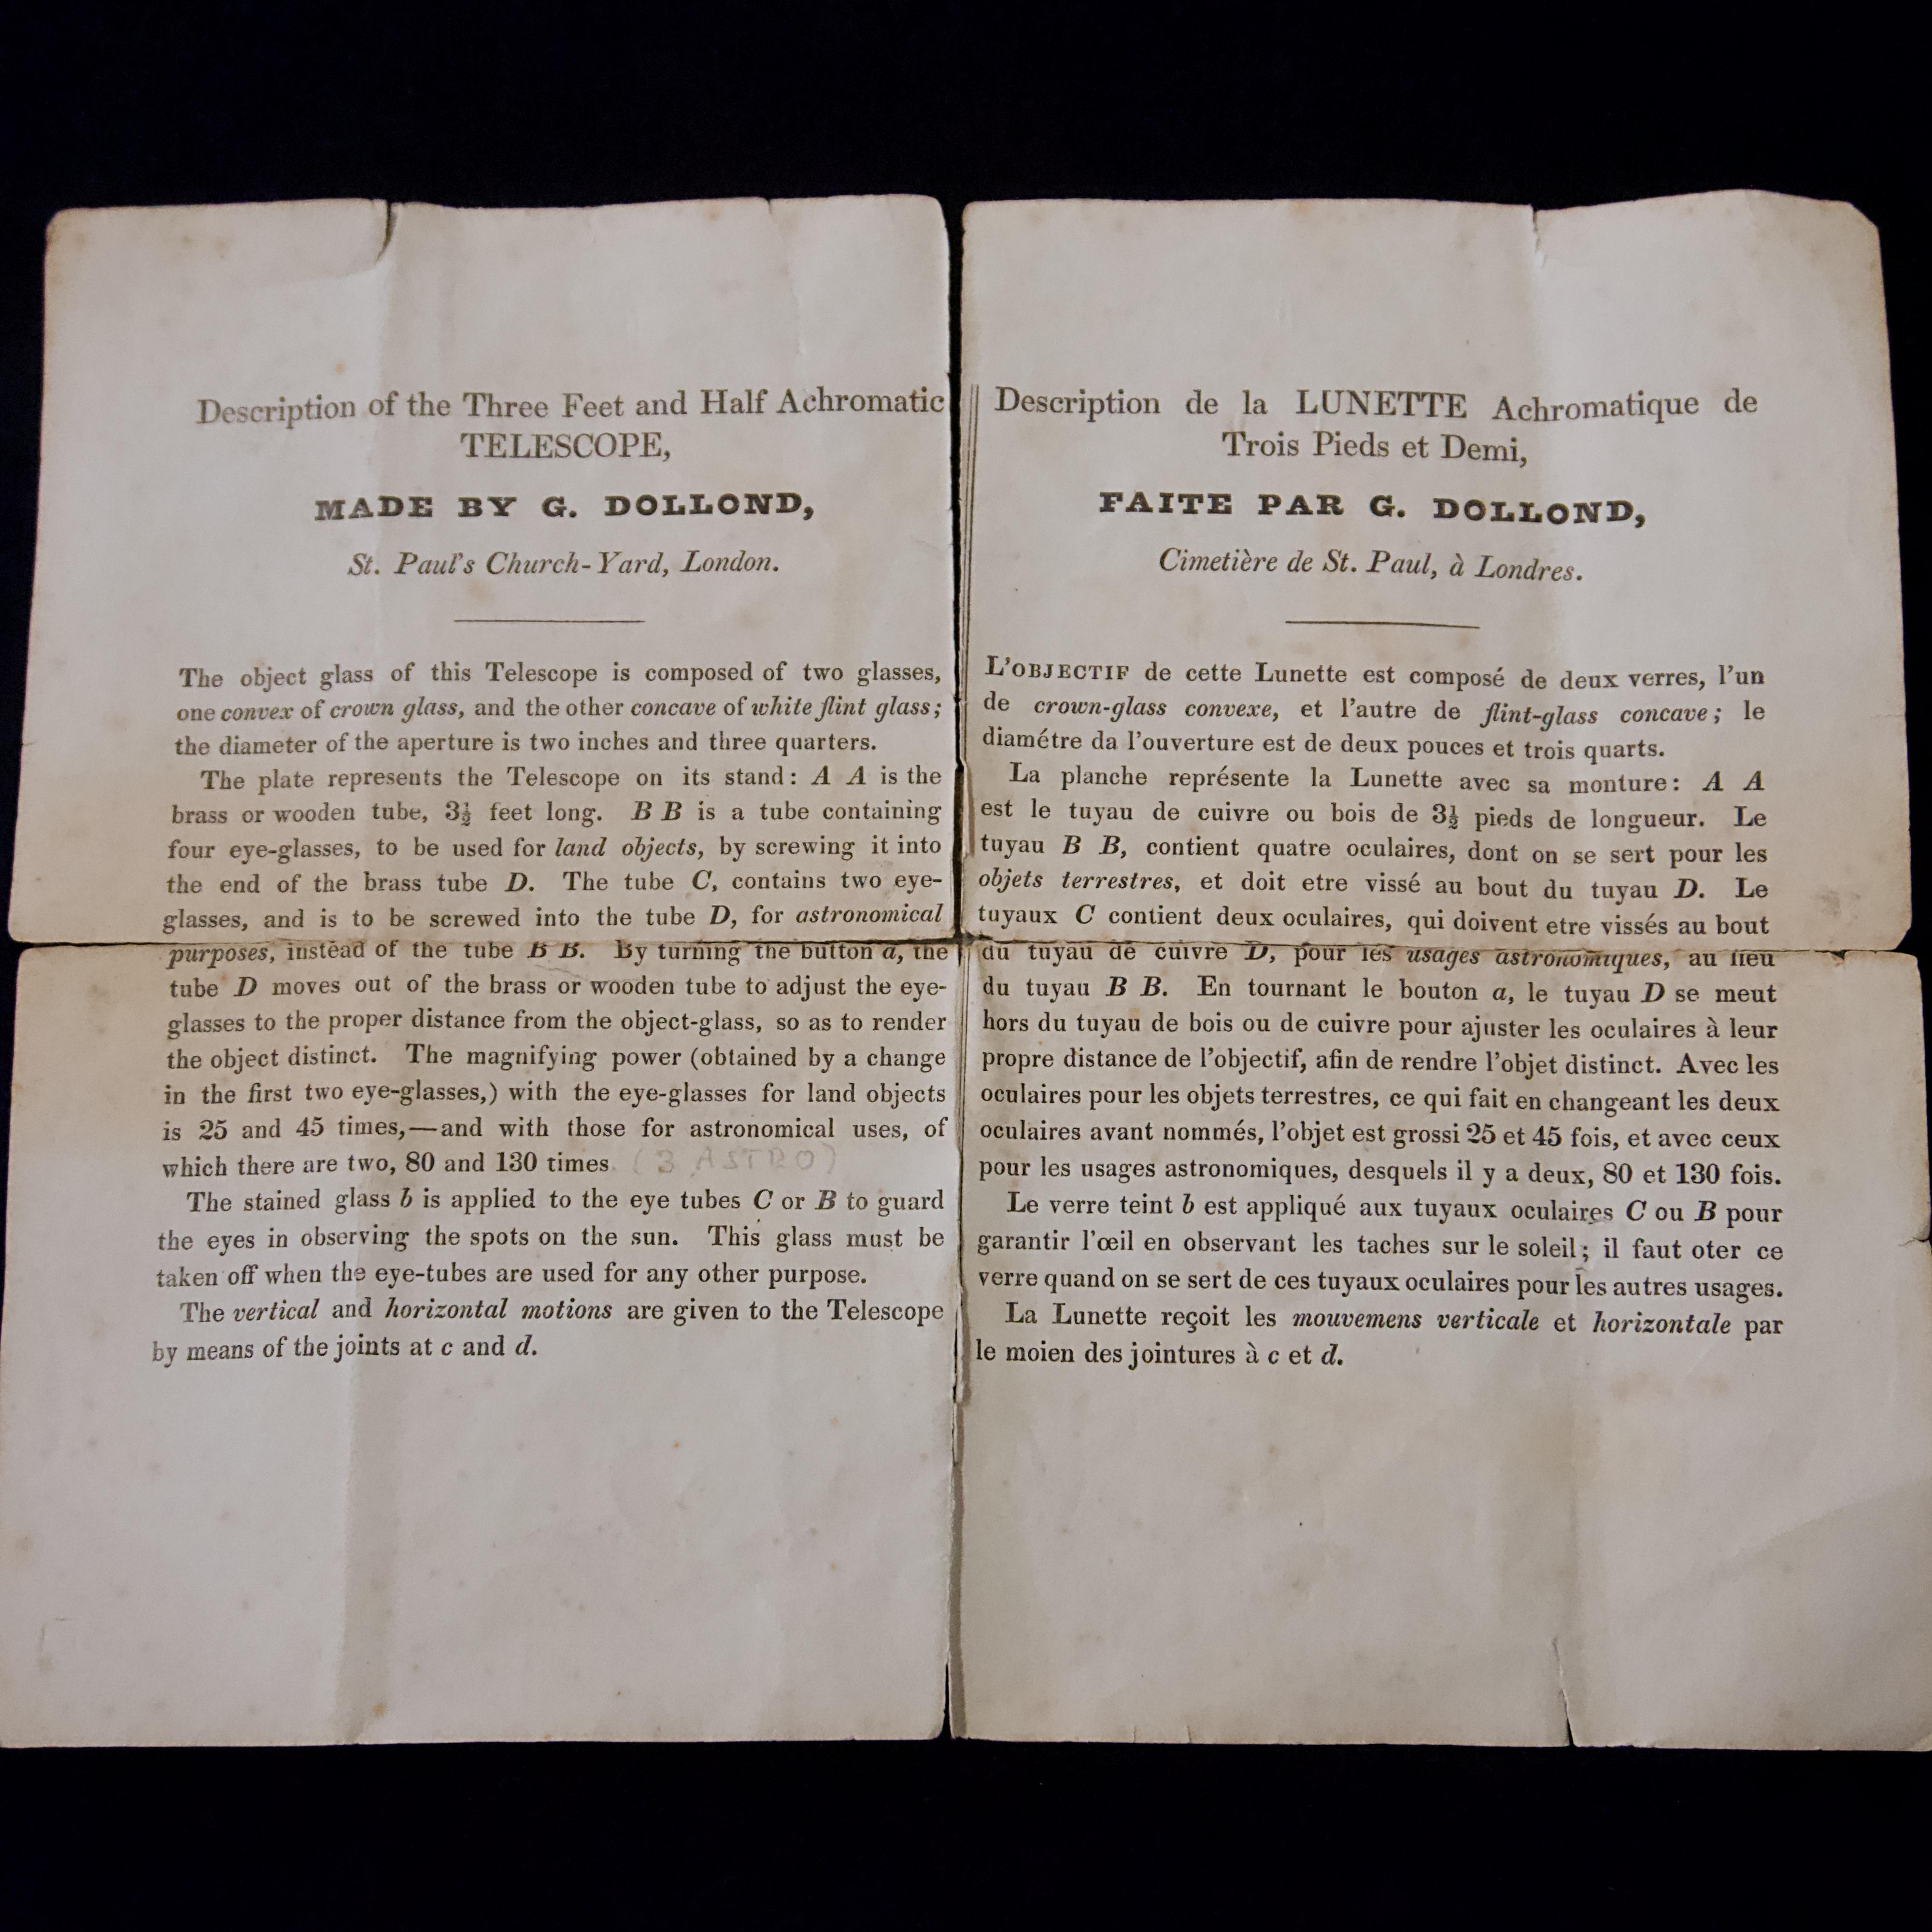 Description of the Three Feet and Half Achromatic
TELESCOPE,
MADE BY G. DOLLOND,
St. Paul's Church-Yard, London.
The object glass of this Telescope is composed of two glasses,
one convex of crown glass, and the other concave of white flint glass;
the diameter of the aperture is two inches and three quarters.
The plate represents the Telescope on its stand: A A is the
brass or wooden tube, 3½ feet long. B B is a tube containing
four eye-glasses, to be used for land objects, by screwing it into
the end of the brass tube D. The tube C, contains two eye-
glasses, and is to be screwed into the tube D, for astronomical
purposes, instead of the tube B B. By turning the button a, the
tube D moves out of the brass or wooden tube to adjust the eye-
glasses to the proper distance from the object-glass, so as to render
the object distinct. The magnifying power (obtained by a change
in the first two eye-glasses,) with the eye-glasses for land objects
is 25 and 45 times,—and with those for astronomical uses, of
which there are two, 80 and 130 times (3 ASTRO)
The stained glass b is applied to the eye tubes C or B to guard
the eyes in observing the spots on the sun. This glass must be
taken off when the eye-tubes are used for any other purpose.
The vertical and horizontal motions are given to the Telescope
by means of the joints at c and d.
Description de la LUNETTE Achromatique de
Trois Pieds et Demi,
FAITE PAR G. DOLLOND,
Cimetière de St. Paul, à Londres.
L'OBJECTIF de cette Lunette est composé de deux verres, l'un
de crown-glass convexe, et l'autre de flint-glass concave; le
diamétre da l'ouverture est de deux pouces et trois quarts.
La planche représente la Lunette avec sa monture: A A
est le tuyau de cuivre ou bois de 3½ pieds de longueur. Le
tuyau B B, contient quatre oculaires, dont on se sert pour les
objets terrestres, et doit etre vissé au bout du tuyau D. Le
tuyaux C contient deux oculaires, qui doivent etre vissés au bout
du tuyau de cuivre D, pour les usages astronomiques, au lieu
du tuyau B B. En tournant le bouton a, le tuyau D se meut
hors du tuyau de bois ou de cuivre pour ajuster les oculaires à leur
propre distance de l'objectif, afin de rendre l'objet distinct. Avec les
oculaires pour les objets terrestres, ce qui fait en changeant les deux
oculaires avant nommés, l'objet est grossi 25 et 45 fois, et avec ceux
pour les usages astronomiques, desquels il y a deux, 80 et 130 fois.
Le verre teint b est appliqué aux tuyaux oculaires C ou B pour
garantir l'œil en observant les taches sur le soleil; il faut oter ce
verre quand on se sert de ces tuyaux oculaires pour les autres usages.
La Lunette reçoit les mouvemens verticale et horizontale par
le moien des jointures à c et d.